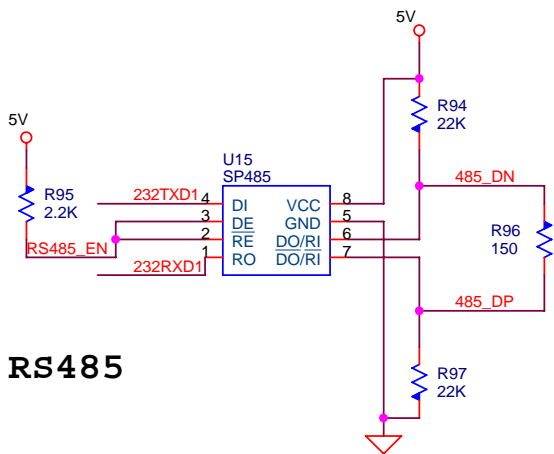 5V
R94
22K
5V
R95
2.2K
U15
SP485
232TXD1 4 DI VCC 8
3 DE GND 5
RS485_EN 2 RE DO/RI 6
232RXD1 1 RO DO/RI 7
485_DN
R96
150
485_DP
R97
22K
RS485